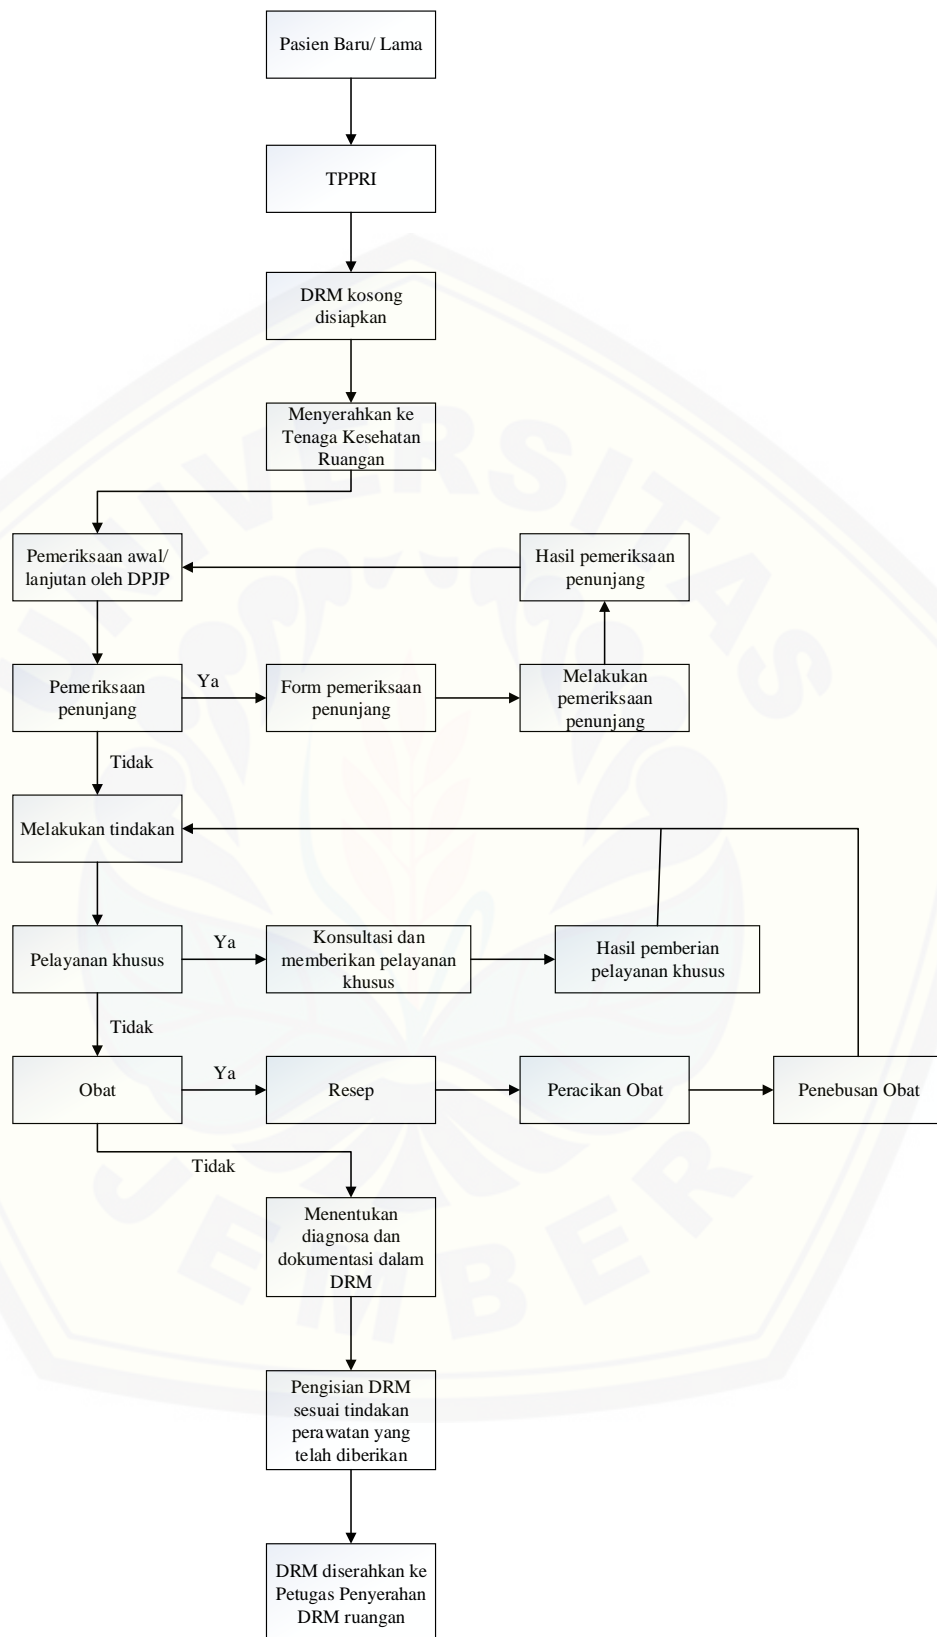 Pasien Baru/ Lama
TPPRI
DRM kosong
disiapkan
Menyerahkan ke
Tenaga Kesehatan
Ruangan
Pemeriksaan awal/
lanjutan oleh DPJP
Hasil pemeriksaan
penunjang
Pemeriksaan
penunjang
Ya
Form pemeriksaan
penunjang
Melakukan
pemeriksaan
penunjang
Tidak
Melakukan tindakan
Pelayanan khusus
Ya
Konsultasi dan
memberikan pelayanan
khusus
Hasil pemberian
pelayanan khusus
Tidak
Obat
Ya
Resep
Peracikan Obat
Penebusan Obat
Tidak
Menentukan
diagnosa dan
dokumentasi dalam
DRM
Pengisian DRM
sesuai tindakan
perawatan yang
telah diberikan
DRM diserahkan ke
Petugas Penyerahan
DRM ruangan
UNIVERSITAS
JEMBER